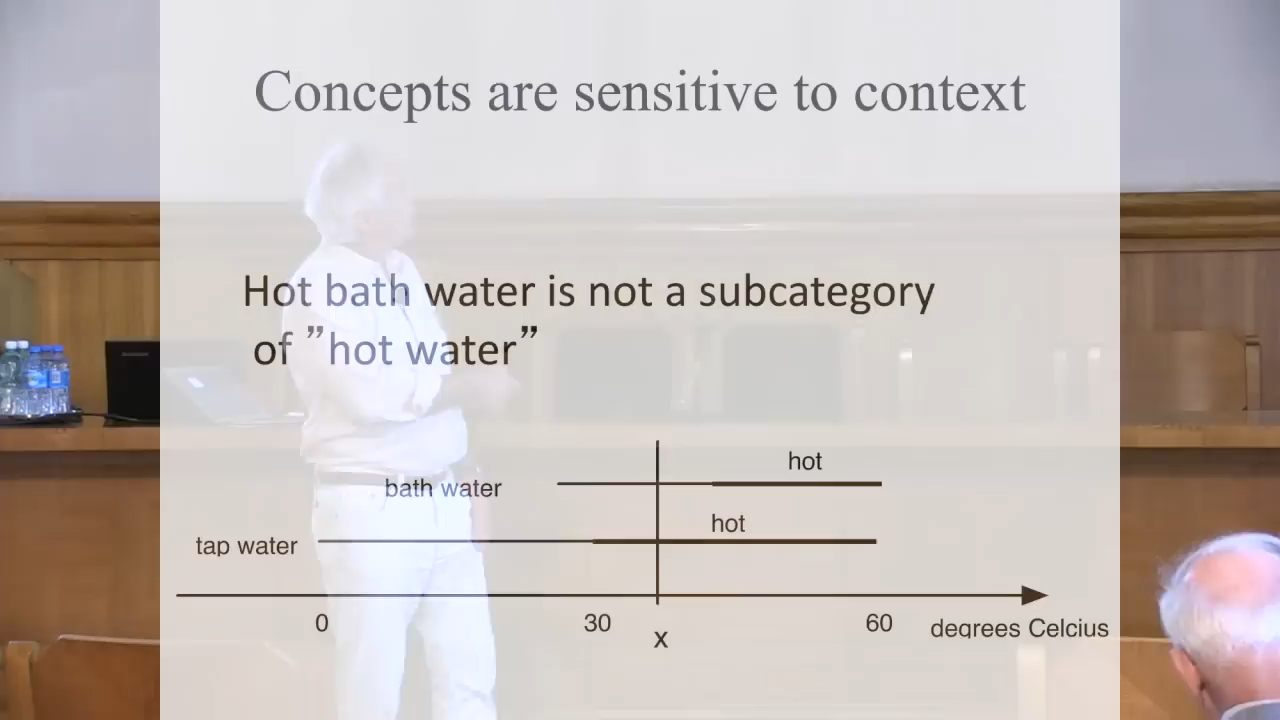 Concepts are sensitive to context
Hot bath water is not a subcategory
of ”hot water”
hot
bath water
hot
tap water
0
30
60
degrees Celcius
x